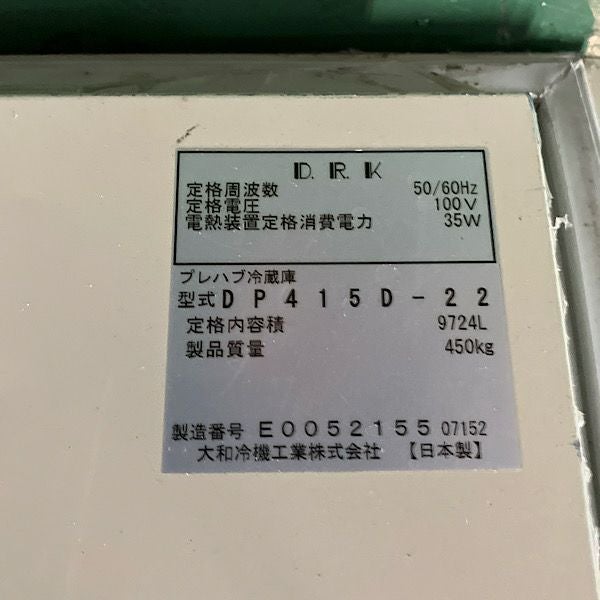 D.R.K
定格周波数 50/60Hz
定格電圧 100V
電熱装置定格消費電力 35W
プレハブ冷蔵庫
型式 DP415D-22
定格内容積 9724L
製品質量 450kg
製造番号 E0052155 07152
大和冷機工業株式会社 【日本製】